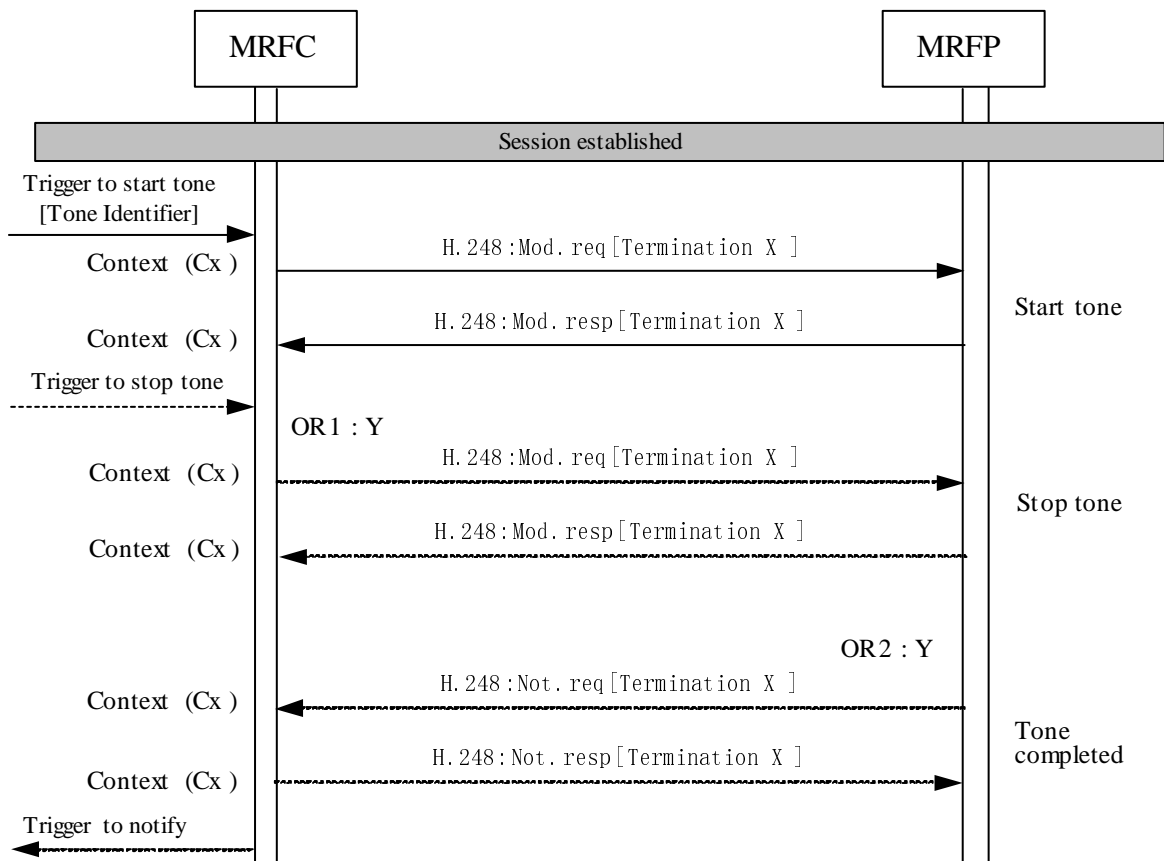 MRFC
MRFP
Session established
Trigger to start tone
[Tone Identifier]
Context (Cx )
H.248:Mod.req[Termination X ]
Start tone
Context (Cx )
H.248:Mod.resp[Termination X ]
Trigger to stop tone
OR1 : Y
Context (Cx )
H.248:Mod.req[Termination X ]
Stop tone
Context (Cx )
H.248:Mod.resp[Termination X ]
OR2 : Y
Context (Cx )
H.248:Not.req[Termination X ]
Tone
completed
Context (Cx )
H.248:Not.resp[Termination X ]
Trigger to notify